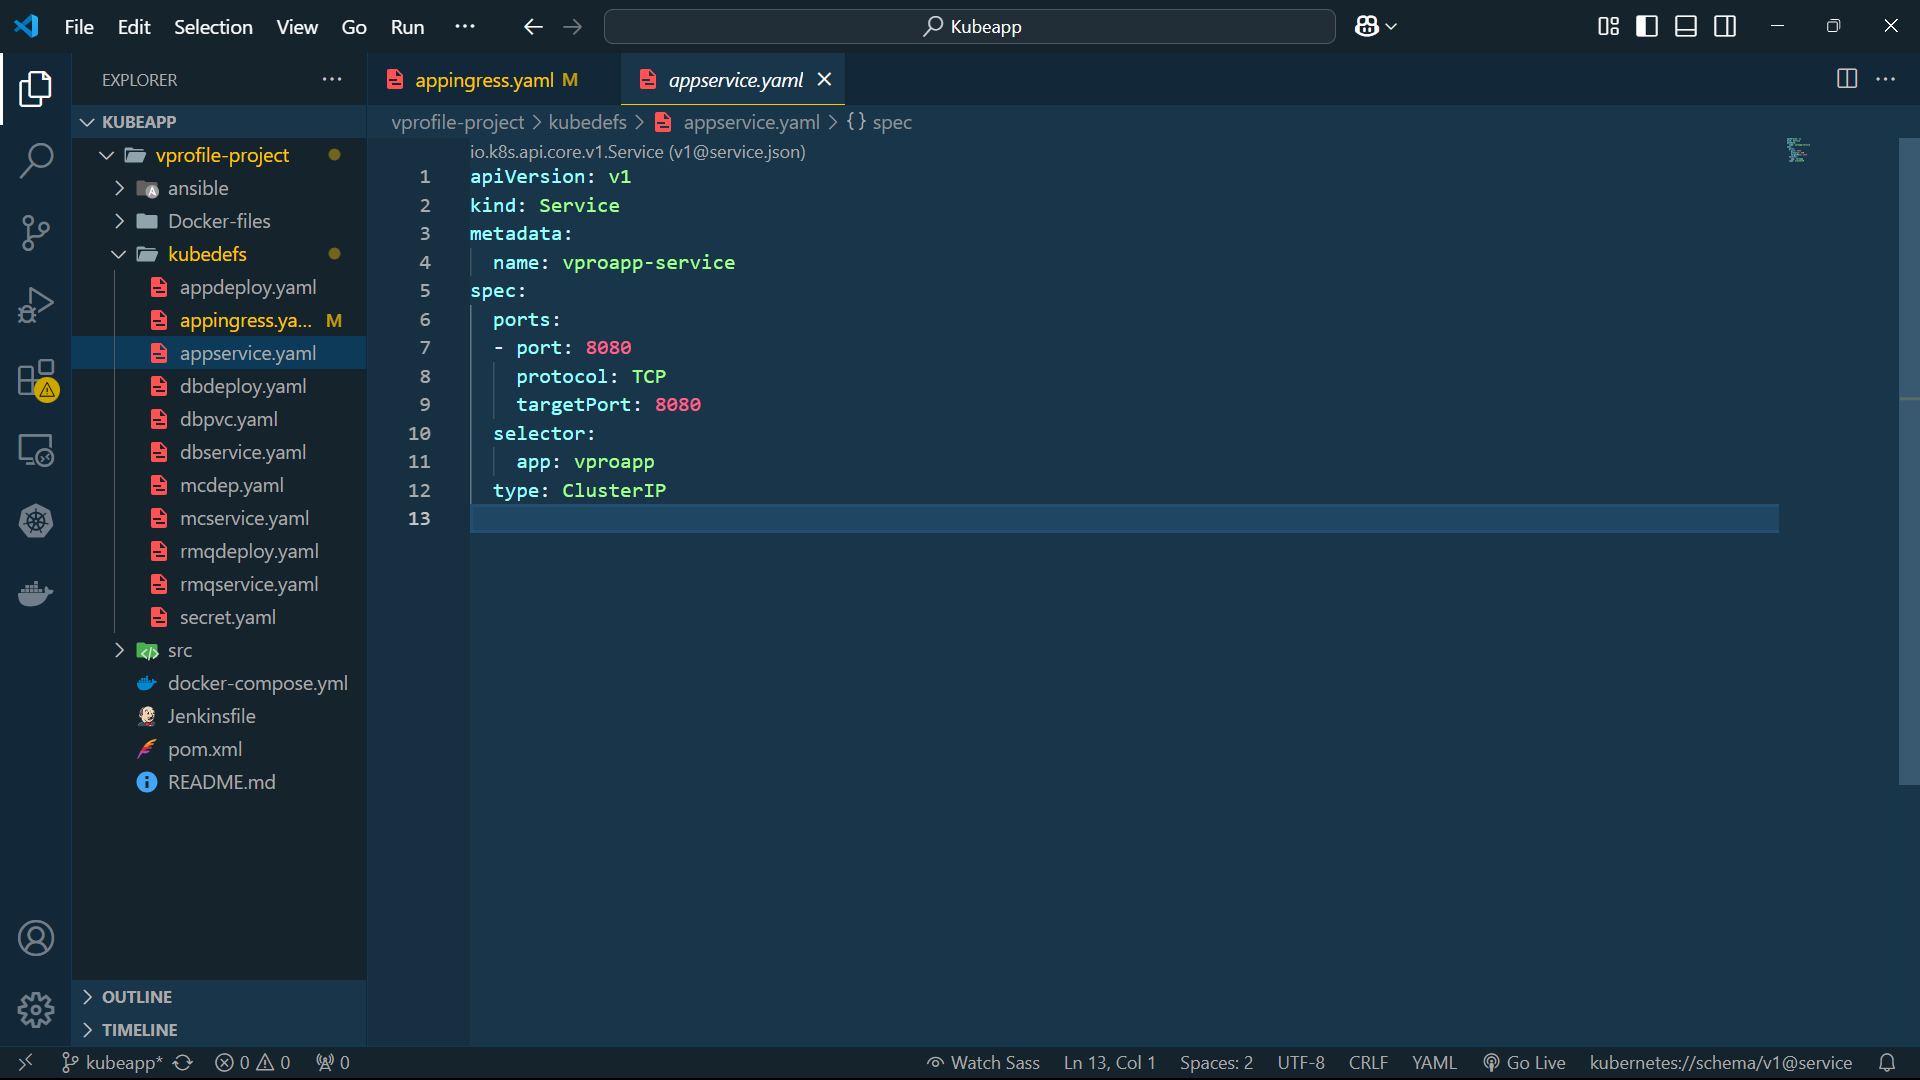 File Edit Selection View Go Run ··· Kubeapp
EXPLORER ···
KUBEAPP
vprofile-project
ansible
Docker-files
kubedefs
appdeploy.yaml
appingress.ya... M
appservice.yaml
dbdeploy.yaml
dbpvc.yaml
dbservice.yaml
mcdep.yaml
mcservice.yaml
rmqdeploy.yaml
rmqservice.yaml
secret.yaml
src
docker-compose.yml
Jenkinsfile
pom.xml
README.md
OUTLINE
TIMELINE
appingress.yaml M appservice.yaml
vprofile-project > kubedefs > appservice.yaml > {} spec
io.k8s.api.core.v1.Service (v1@service.json)
1 apiVersion: v1
2 kind: Service
3 metadata:
4   name: vproapp-service
5 spec:
6   ports:
7   - port: 8080
8     protocol: TCP
9     targetPort: 8080
10   selector:
11     app: vproapp
12   type: ClusterIP
13
kubeapp* 0 0 0 Watch Sass Ln 13, Col 1 Spaces: 2 UTF-8 CRLF YAML Go Live kubernetes://schema/v1@service